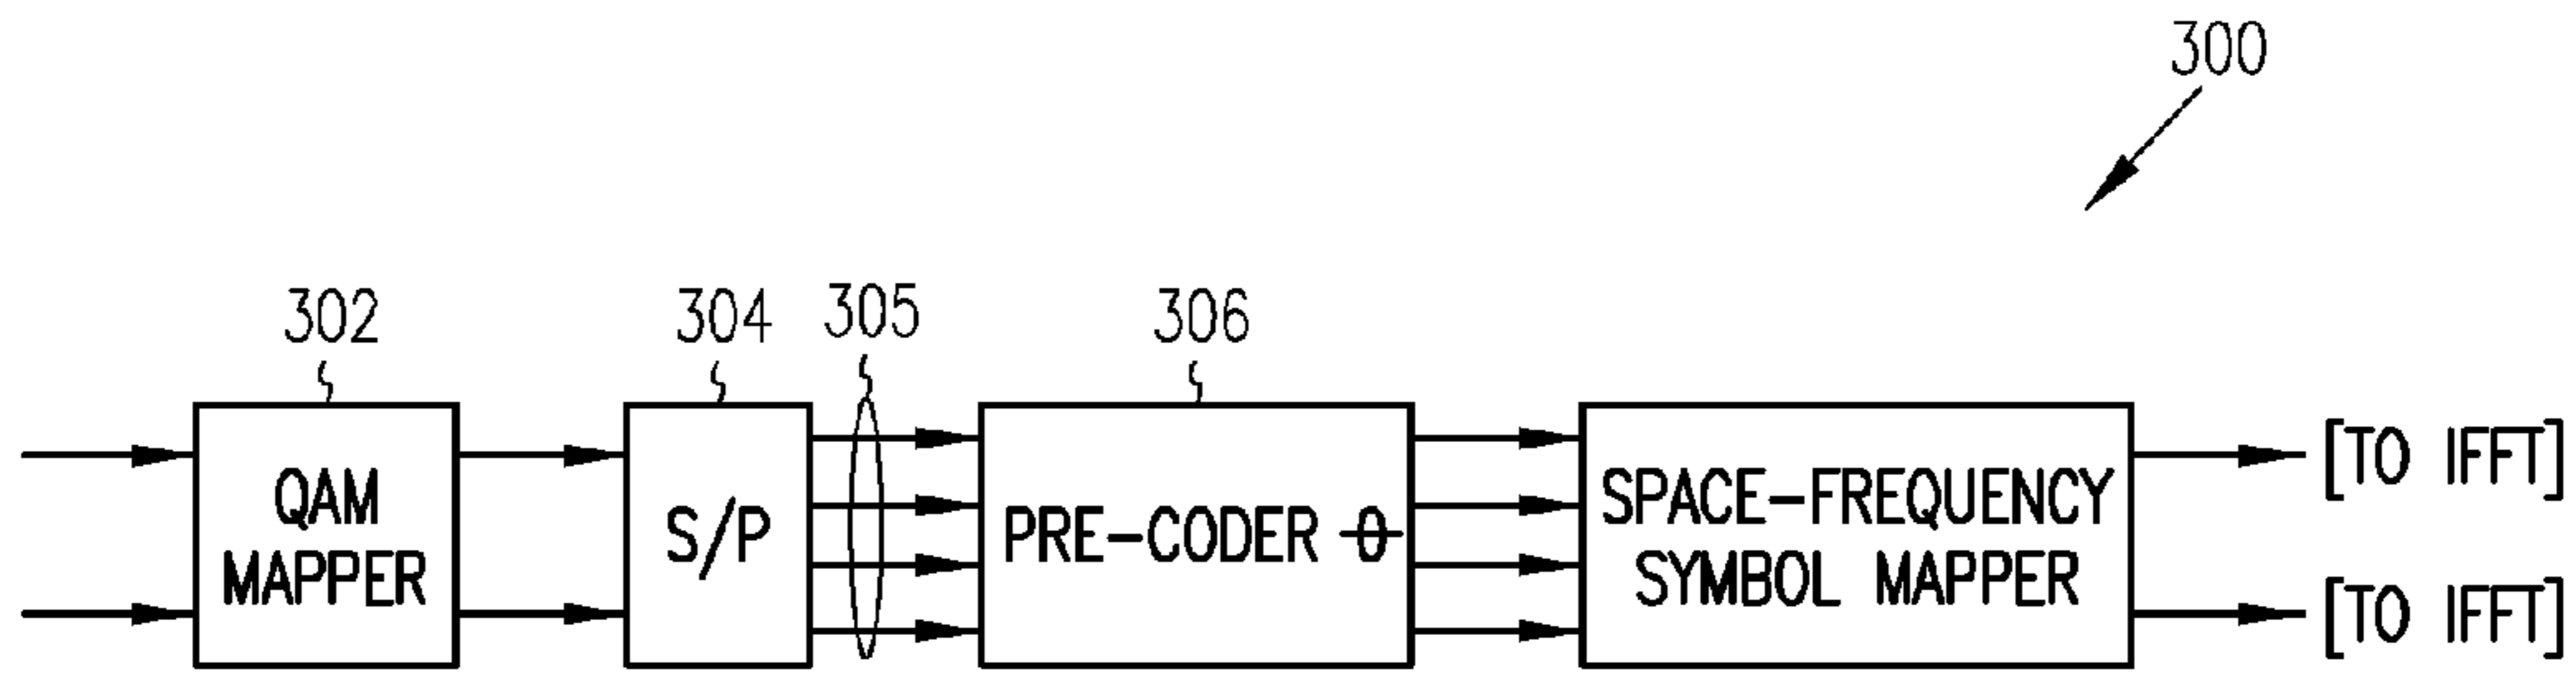 300
302
304
305
306
QAM
MAPPER
S/P
PRE-CODER Θ
SPACE-FREQUENCY
SYMBOL MAPPER
[TO IFFT]
[TO IFFT]